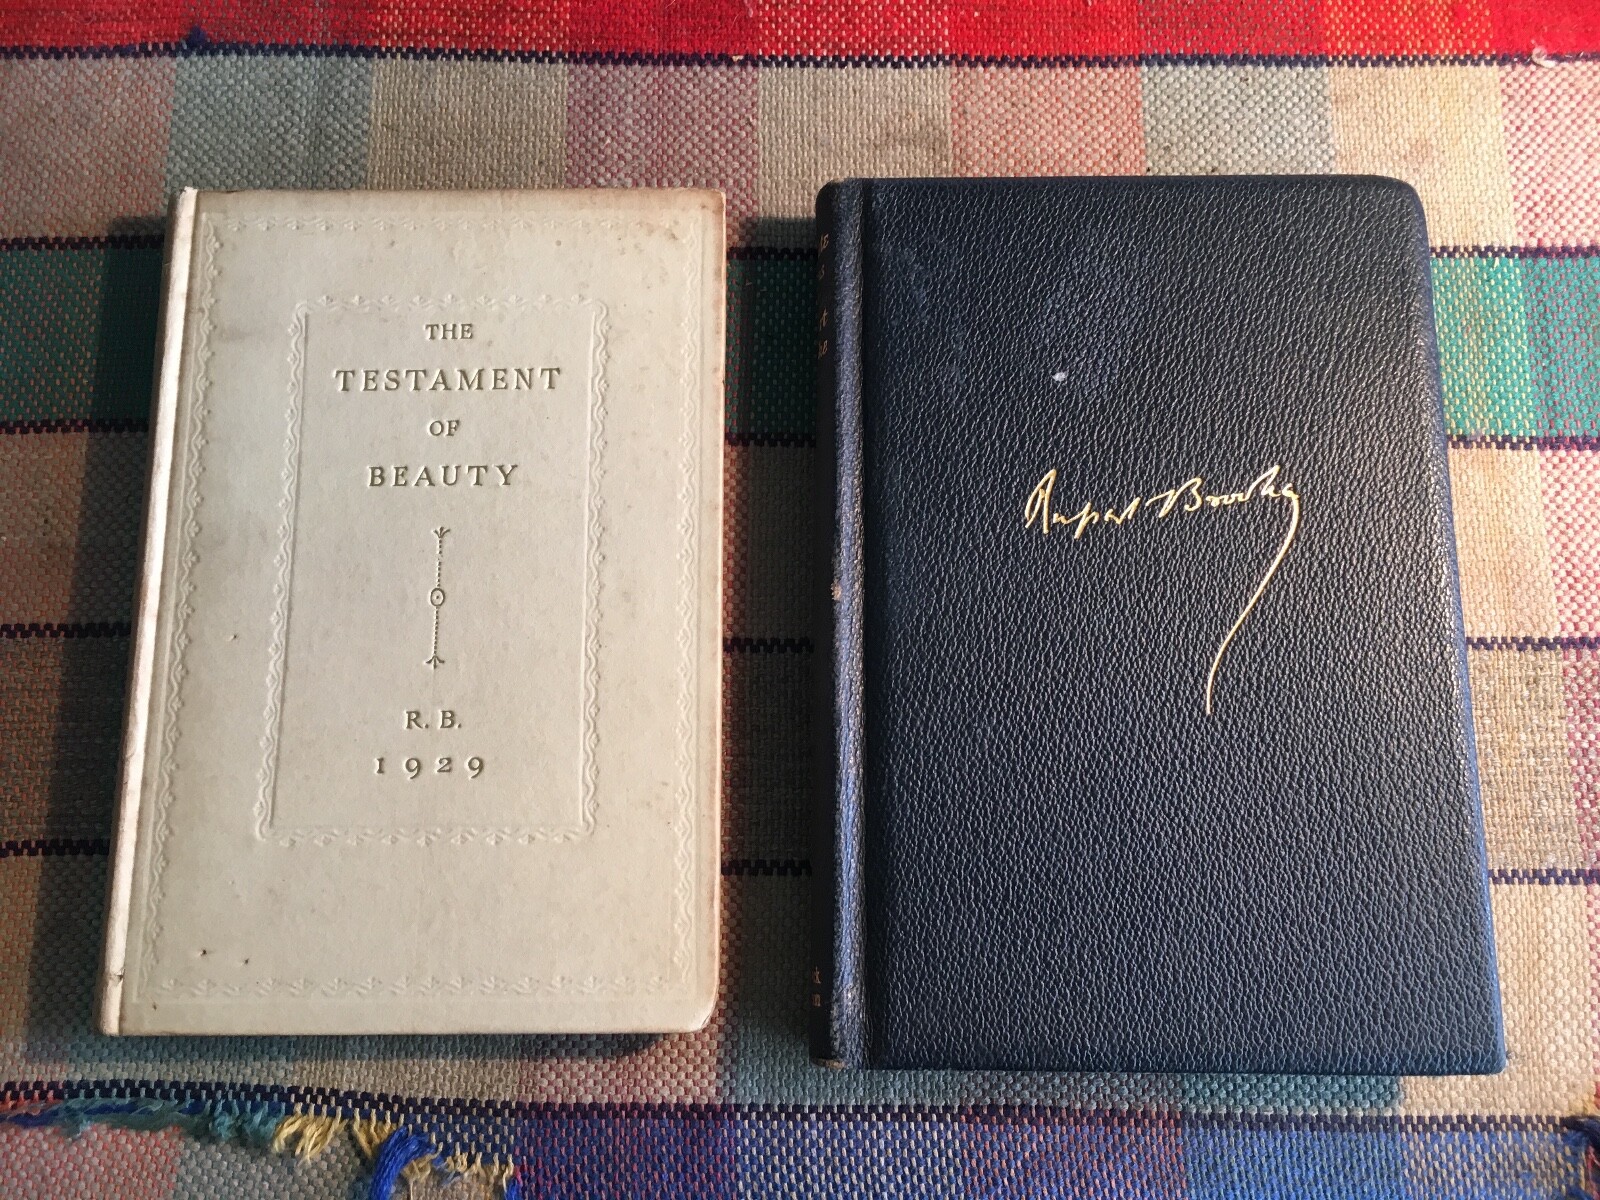 THE
TESTAMENT
OF
BEAUTY
R. B.
1929
Rupert Brooke